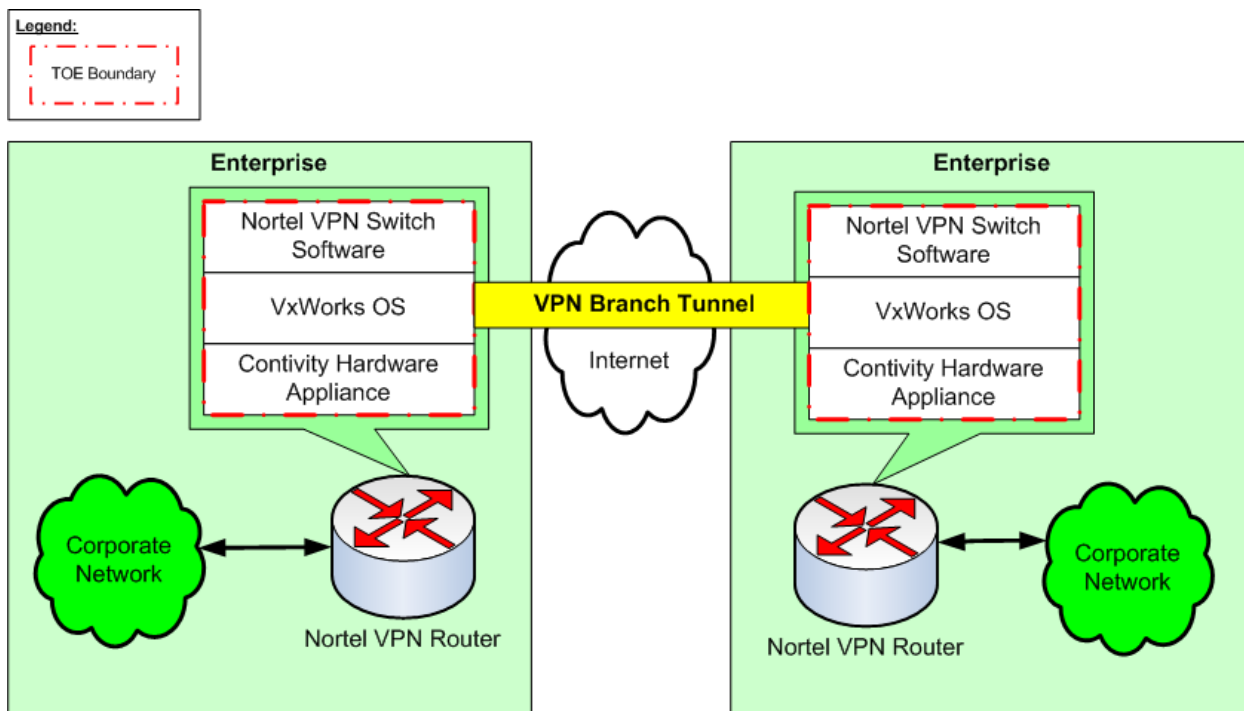 Legend:
TOE Boundary
Enterprise
Nortel VPN Switch
Software
VxWorks OS
Contivity Hardware
Appliance
VPN Branch Tunnel
Internet
Enterprise
Nortel VPN Switch
Software
VxWorks OS
Contivity Hardware
Appliance
Corporate
Network
Nortel VPN Router
Nortel VPN Router
Corporate
Network